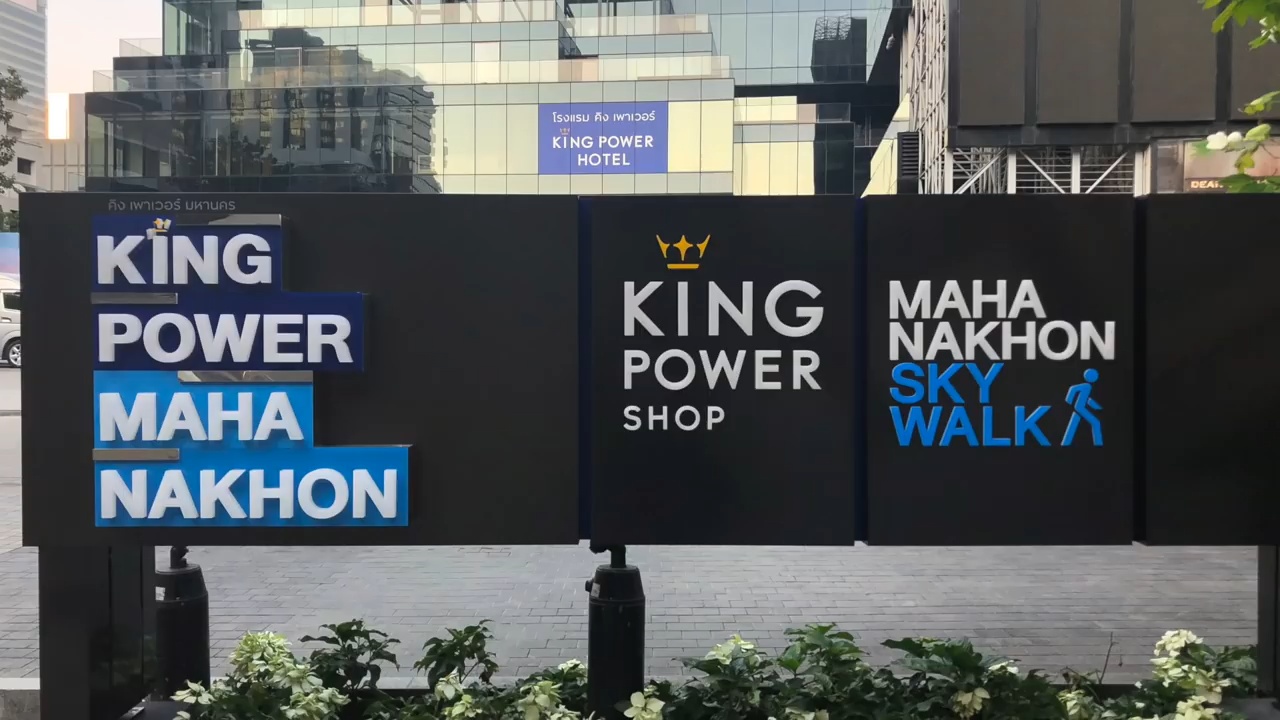 โรงแรม คิง เพาเวอร์
KING POWER
HOTEL
คิง เพาเวอร์ มหานคร
KING
POWER
MAHA
NAKHON
KING
POWER
SHOP
MAHA
NAKHON
SKY
WALK